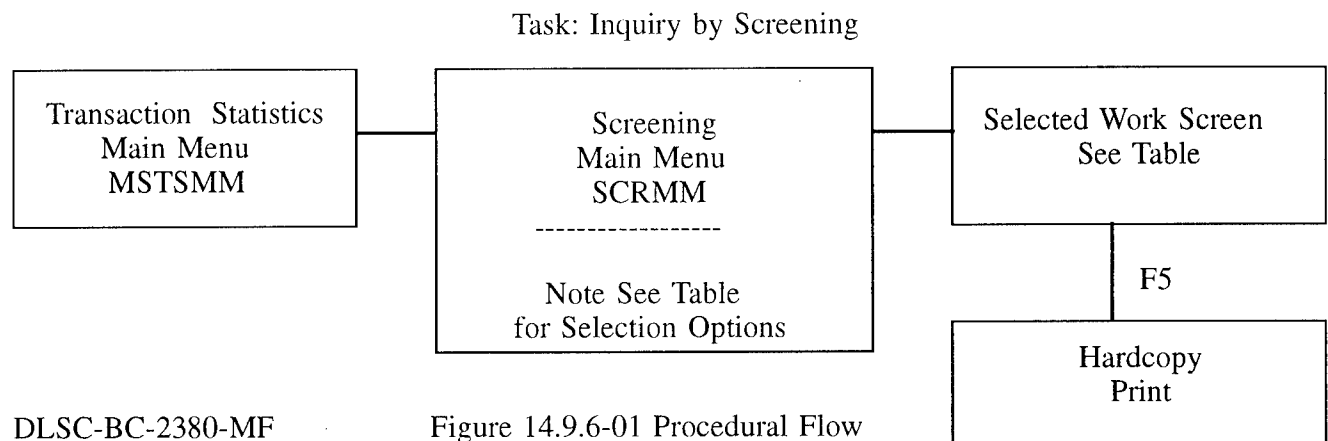 Task: Inquiry by Screening
Transaction Statistics
Main Menu
MSTSMM
Screening
Main Menu
SCRMM
------------------
Note See Table
for Selection Options
Selected Work Screen
See Table
F5
Hardcopy
Print
DLSC-BC-2380-MF
Figure 14.9.6-01 Procedural Flow